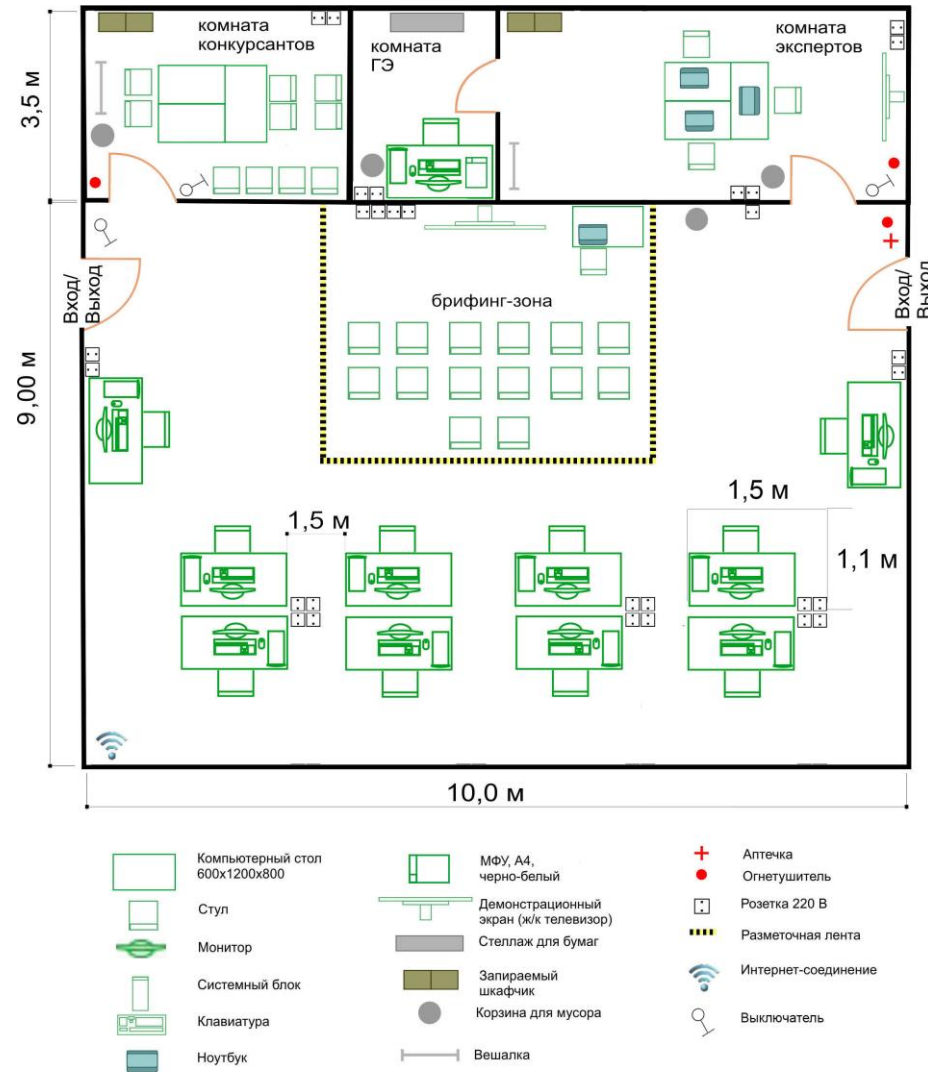 комната
конкурсантов
комната
ГЭ
комната
экспертов
3,5 м
Вход/
Выход
Вход/
Выход
брифинг-зона
9,00 м
1,5 м
1,5 м
1,1 м
10,0 м
Компьютерный стол
600х1200х800
Стул
Монитор
Системный блок
Клавиатура
Ноутбук
МФУ, А4,
черно-белый
Демонстрационный
экран (ж/к телевизор)
Стеллаж для бумаг
Запираемый
шкафчик
Корзина для мусора
Вешалка
Аптечка
Огнетушитель
Розетка 220 В
Разметочная лента
Интернет-соединение
Выключатель